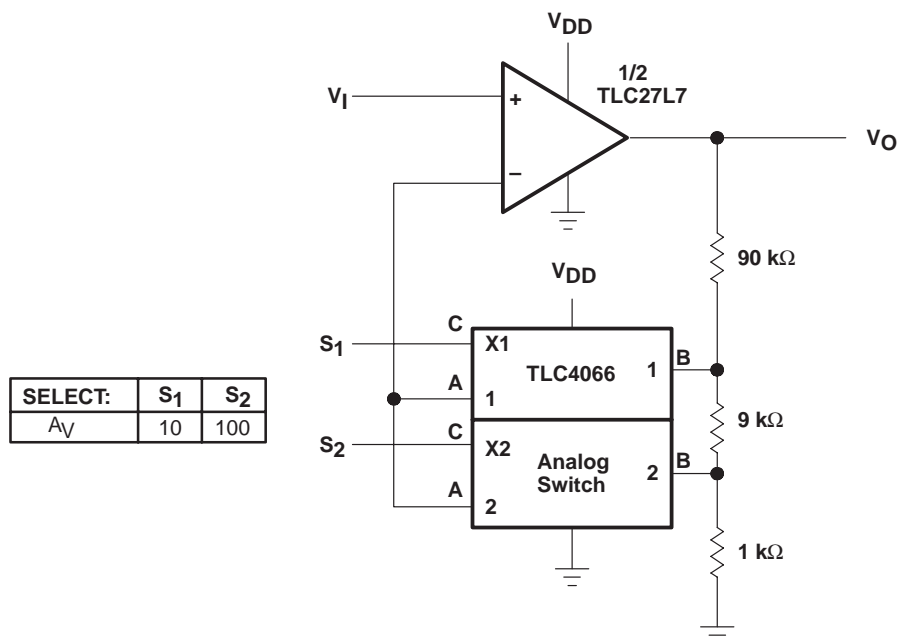 VDD
1/2
TLC27L7
VI
+
−
VO
90 kΩ
VDD
S1
C
X1
TLC4066
1
B
A
1
9 kΩ
S2
C
X2
Analog
Switch
2
B
A
2
1 kΩ
SELECT: S1 S2
AV 10 100